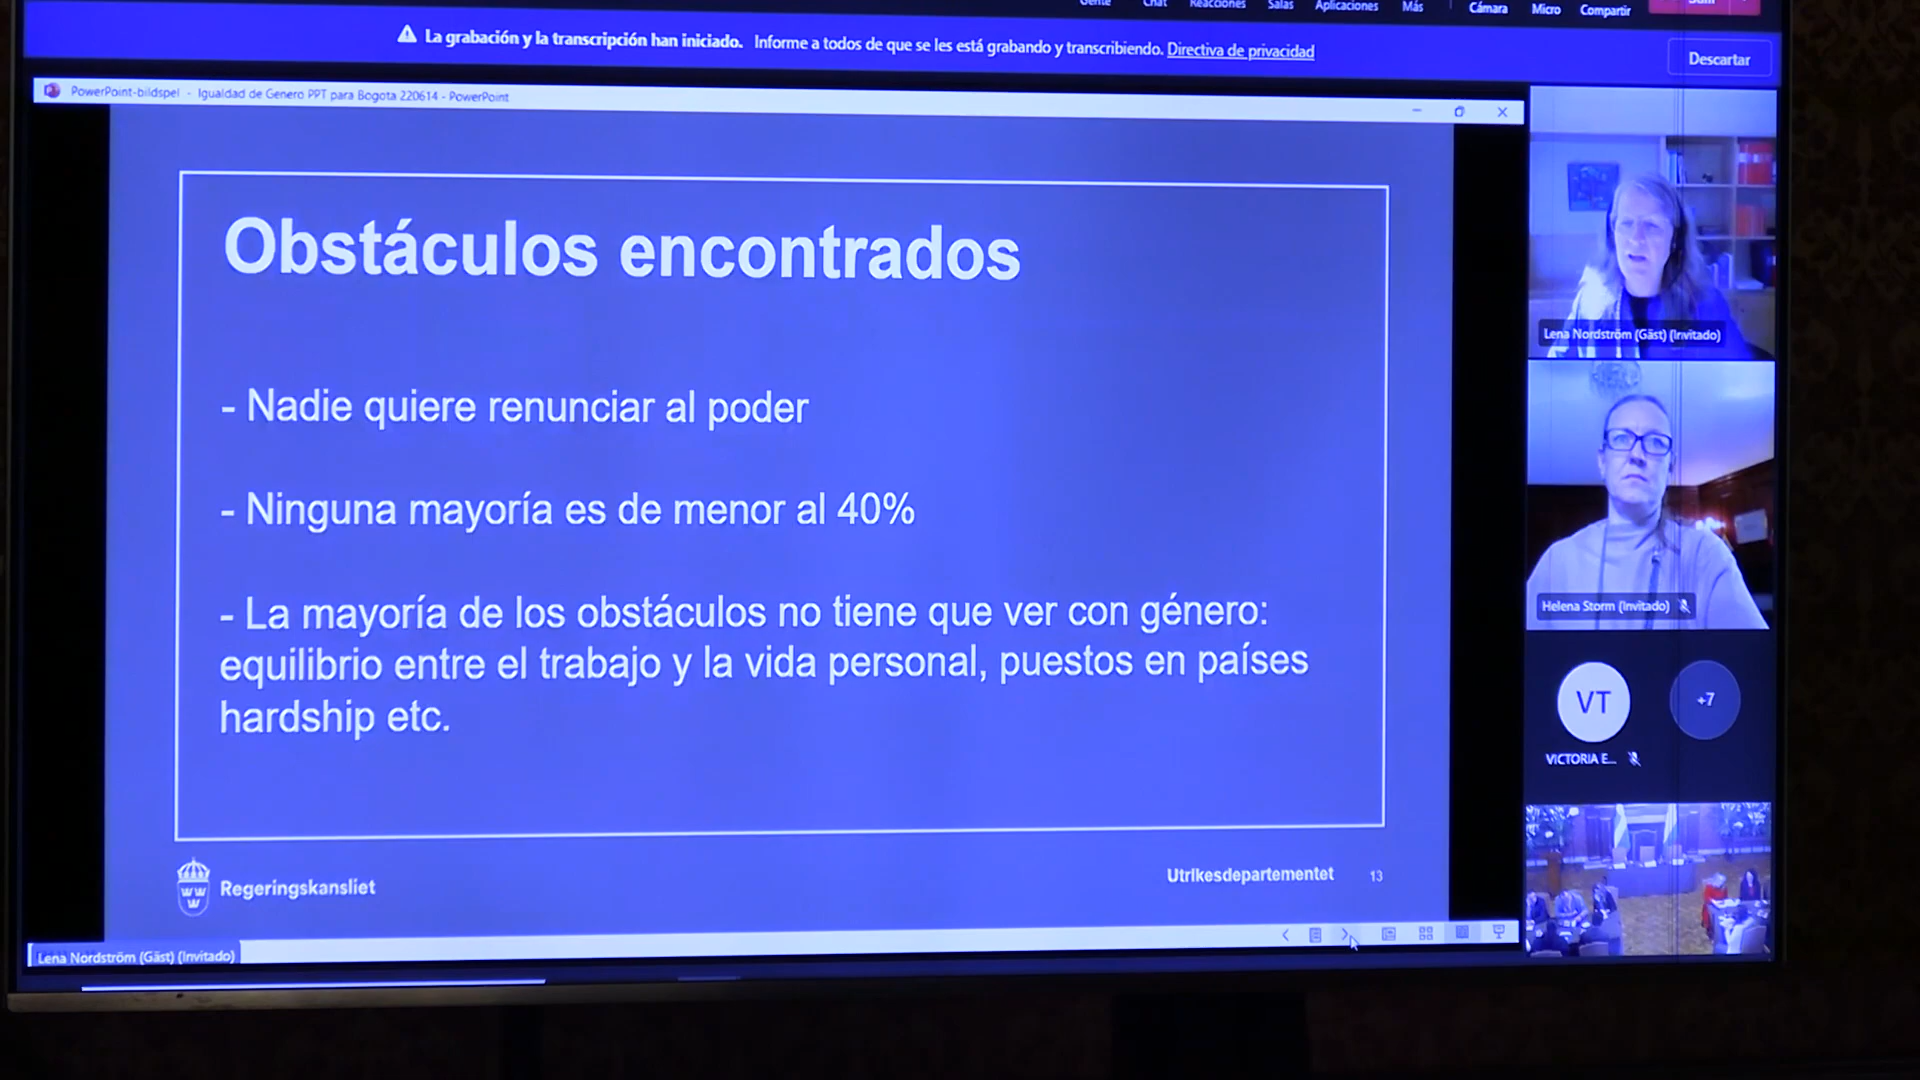 Gente Chat Reacciones Salas Aplicaciones Más Cámara Micro Compartir
La grabación y la transcripción han iniciado. Informe a todos de que se les está grabando y transcribiendo. Directiva de privacidad Descartar
PowerPoint-bildspel - Igualdad de Genero PPT para Bogota 220614 - PowerPoint
Obstáculos encontrados
- Nadie quiere renunciar al poder
- Ninguna mayoría es de menor al 40%
- La mayoría de los obstáculos no tiene que ver con género:
equilibrio entre el trabajo y la vida personal, puestos en países
hardship etc.
Regeringskansliet
Utrikesdepartementet 13
Lena Nordström (Gäst) (Invitado)
Lena Nordström (Gäst) (Invitado)
Helena Storm (Invitado)
VT
+7
VICTORIA E...